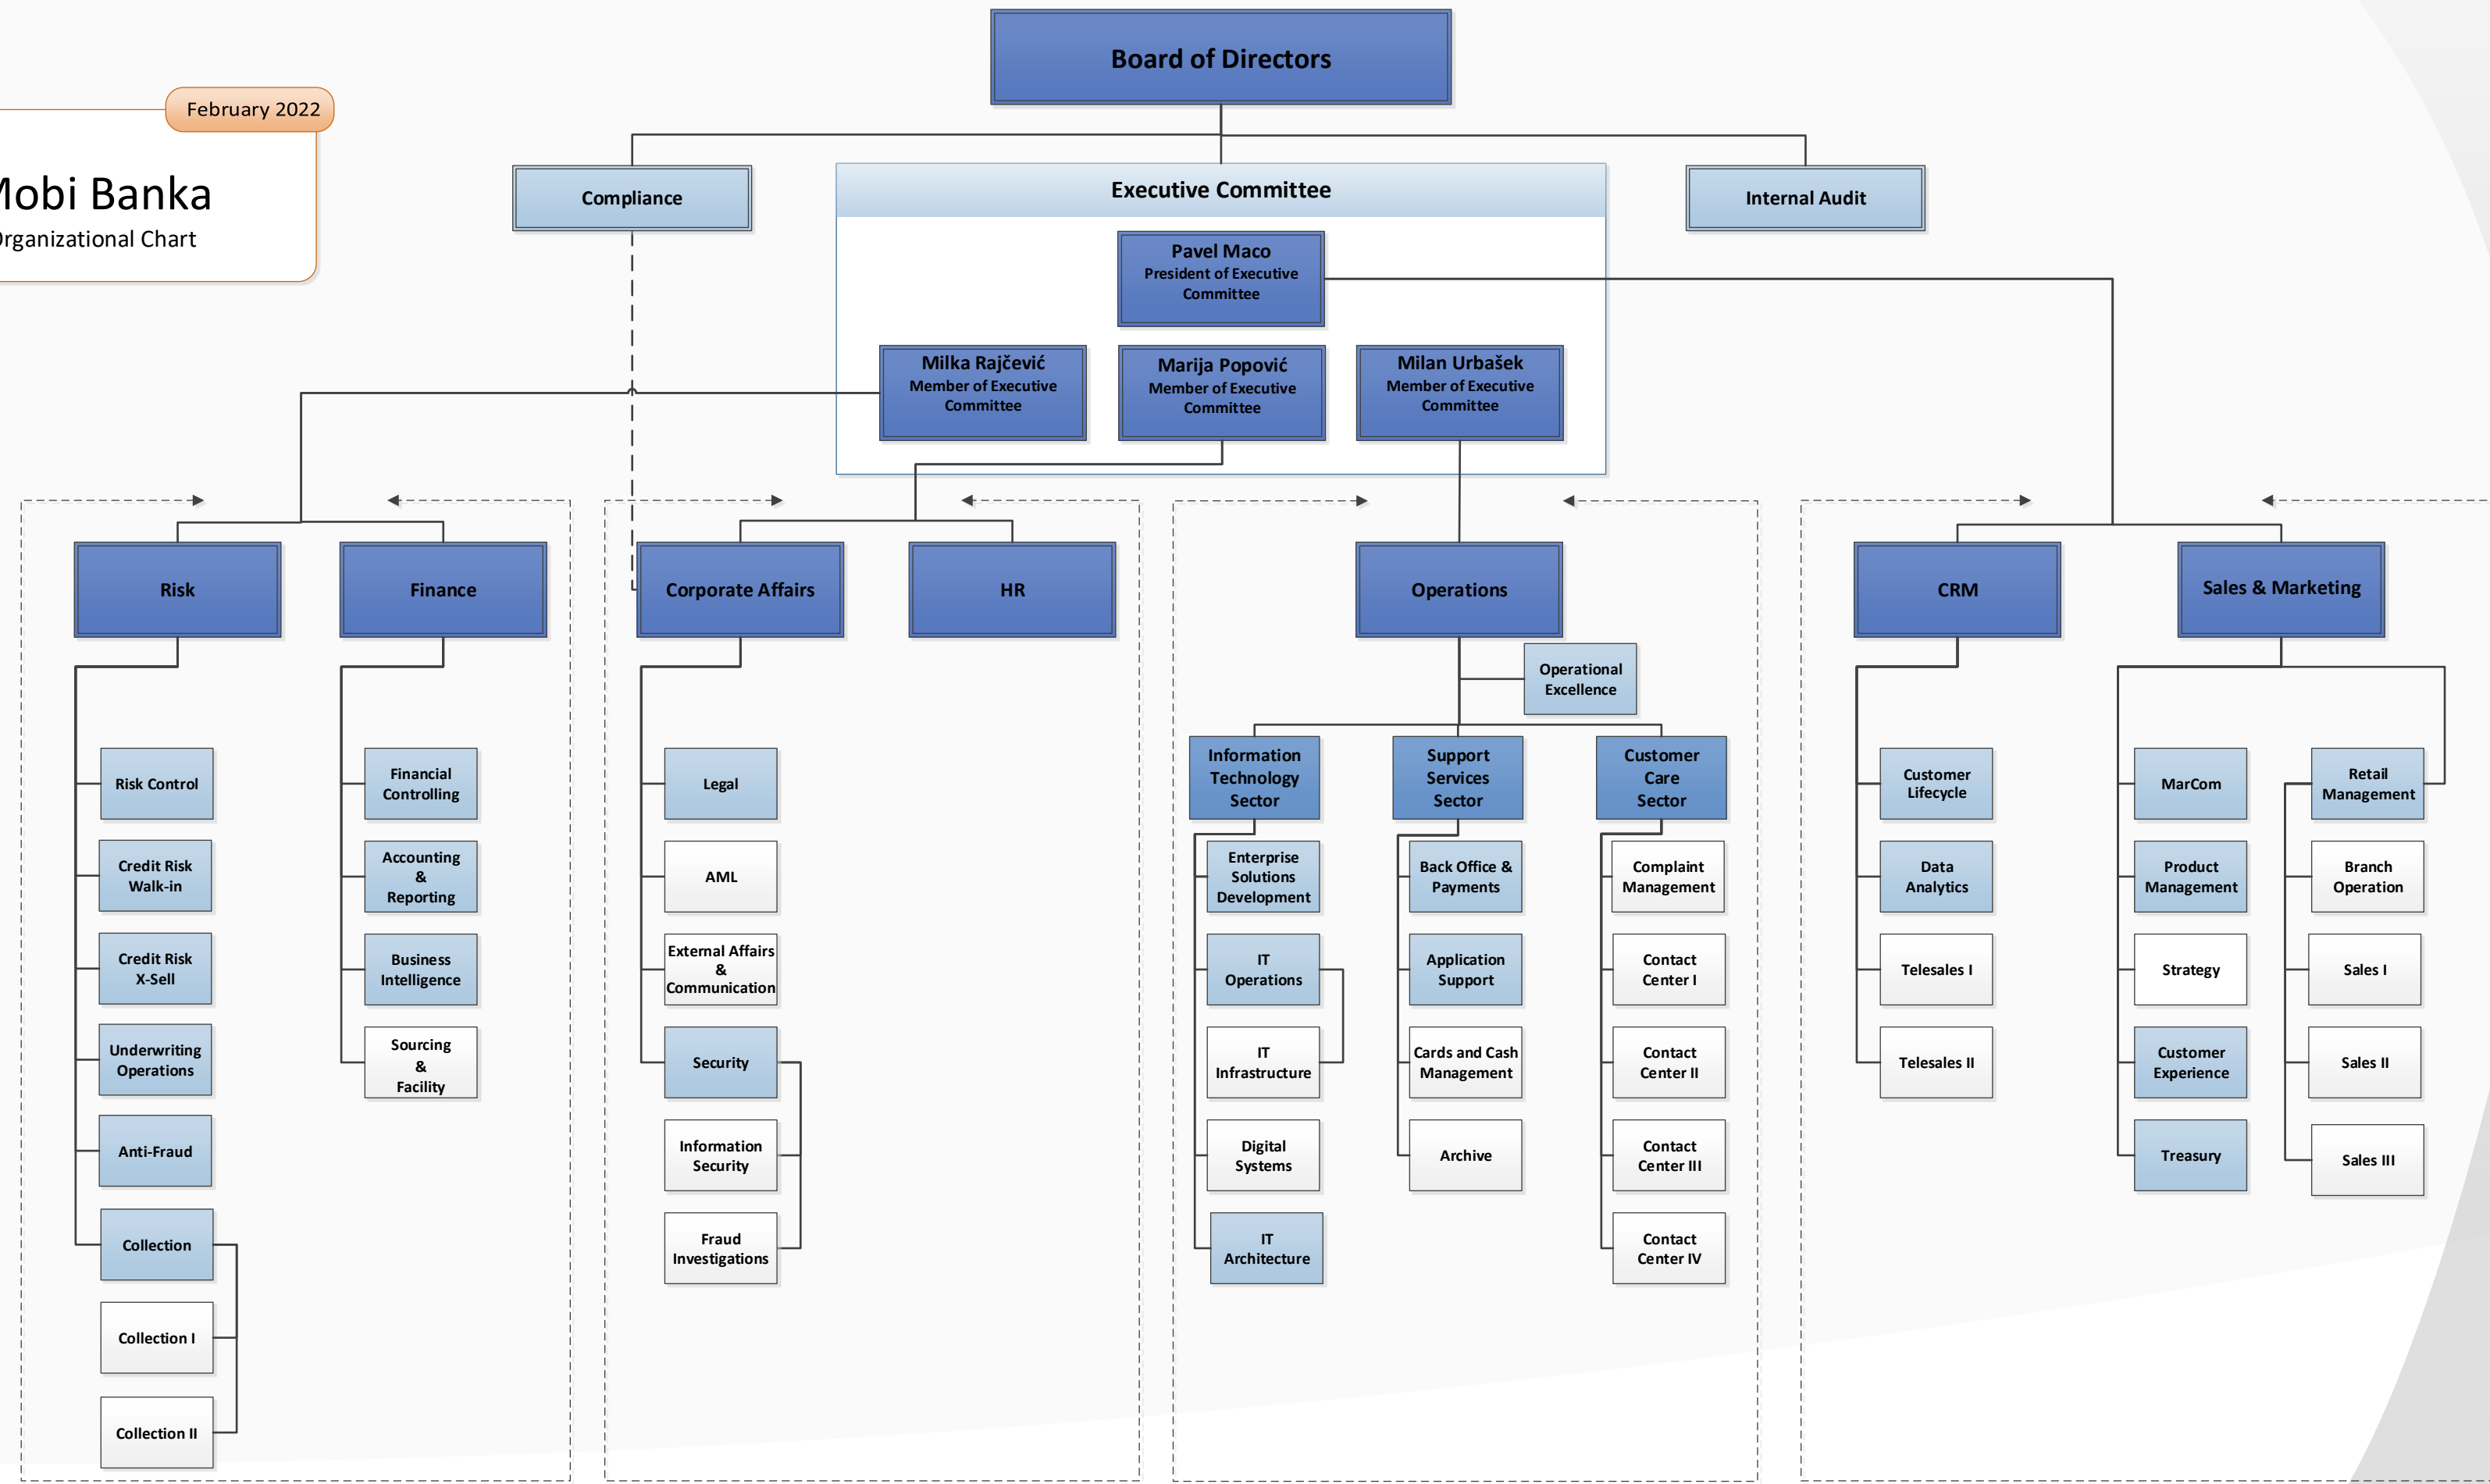 Board of Directors
February 2022
Mobi Banka
Organizational Chart
Compliance
Executive Committee
Internal Audit
Pavel Maco
President of Executive
Committee
Milka Rajčević
Member of Executive
Committee
Marija Popović
Member of Executive
Committee
Milan Urbašek
Member of Executive
Committee
Risk
Finance
Corporate Affairs
HR
Operations
CRM
Sales & Marketing
Operational
Excellence
Risk Control
Credit Risk
Walk-in
Credit Risk
X-Sell
Underwriting
Operations
Anti-Fraud
Collection
Collection I
Collection II
Financial
Controlling
Accounting
&
Reporting
Business
Intelligence
Sourcing
&
Facility
Legal
AML
External Affairs
&
Communication
Security
Information
Security
Fraud
Investigations
Information
Technology
Sector
Enterprise
Solutions
Development
IT
Operations
IT
Infrastructure
Digital
Systems
IT
Architecture
Support
Services
Sector
Back Office &
Payments
Application
Support
Cards and Cash
Management
Archive
Customer
Care
Sector
Complaint
Management
Contact
Center I
Contact
Center II
Contact
Center III
Contact
Center IV
Customer
Lifecycle
Data
Analytics
Telesales I
Telesales II
MarCom
Product
Management
Strategy
Customer
Experience
Treasury
Retail
Management
Branch
Operation
Sales I
Sales II
Sales III